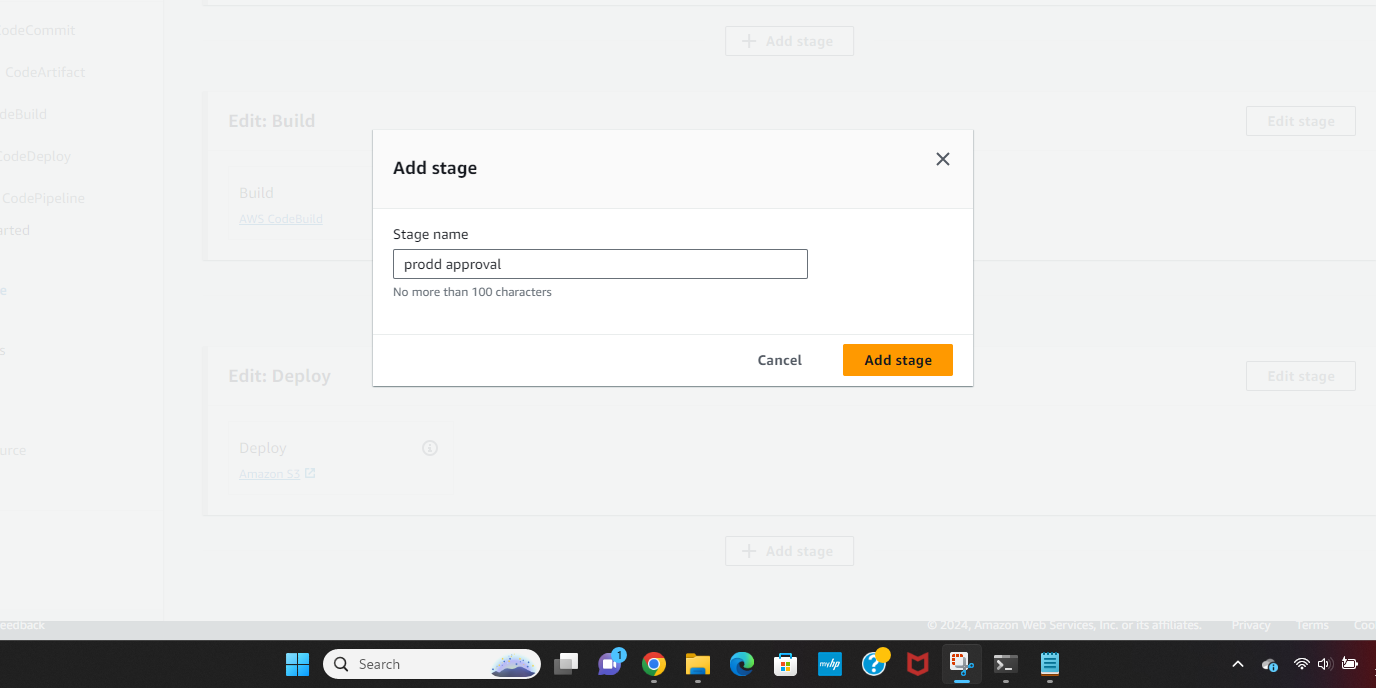 odeCommit
Add stage
CodeArtifact
deBuild
Edit: Build
Edit stage
CodeDeploy
Add stage
Build
CodePipeline
AWS CodeBuild
arted
Stage name
prodd approval
e
No more than 100 characters
s
Cancel
Add stage
Edit: Deploy
Edit stage
Deploy
urce
Amazon S3
Add stage
eedback
© 2024, Amazon Web Services, Inc. or its affiliates.
Privacy
Terms
Coo
Search
1
myhp
?